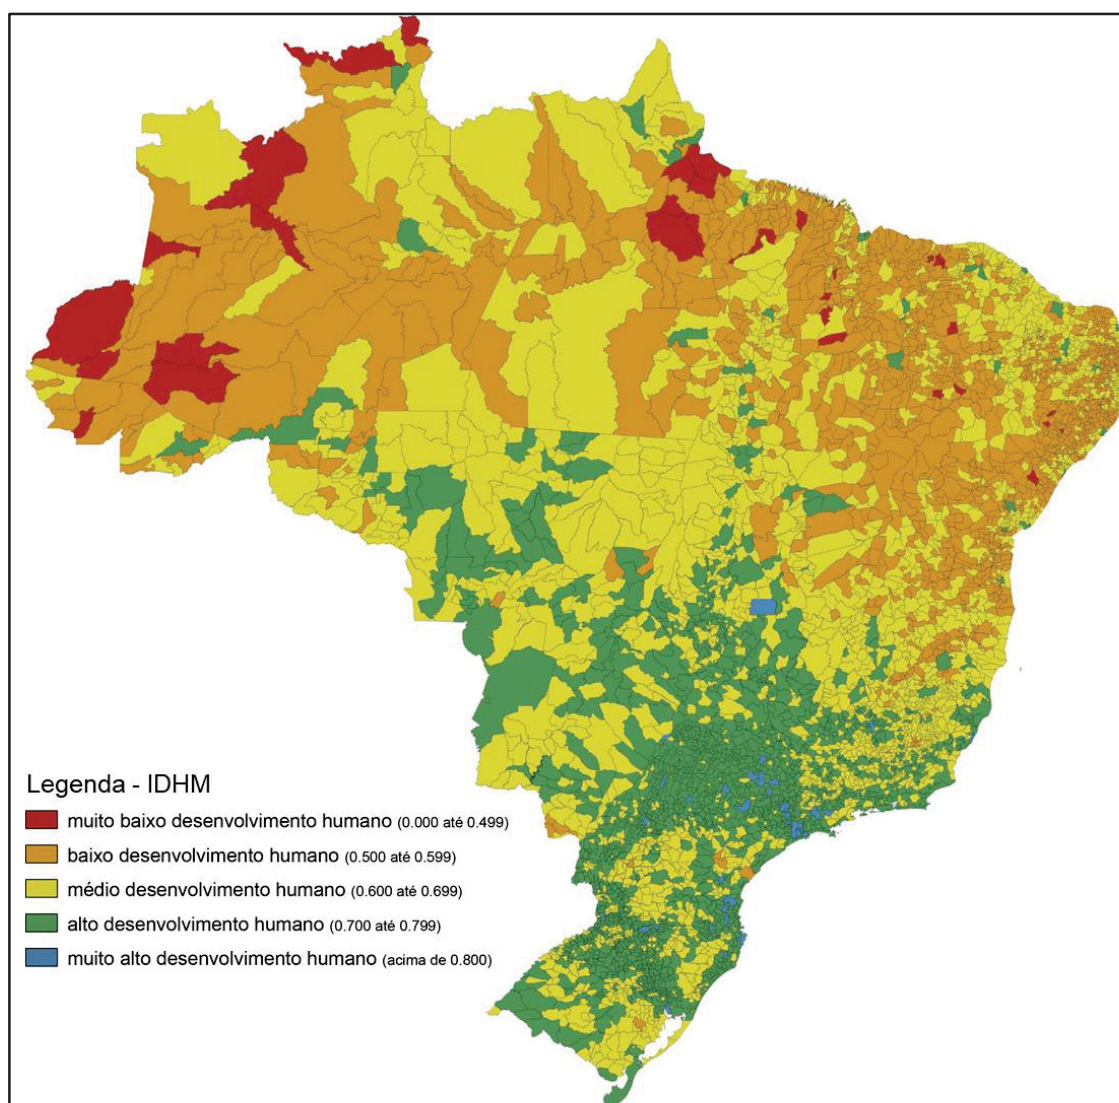 Legenda - IDHM
muito baixo desenvolvimento humano (0.000 até 0.499)
baixo desenvolvimento humano (0.500 até 0.599)
médio desenvolvimento humano (0.600 até 0.699)
alto desenvolvimento humano (0.700 até 0.799)
muito alto desenvolvimento humano (acima de 0.800)